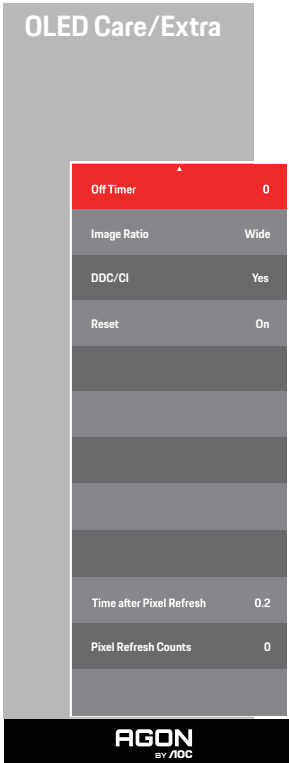 OLED Care/Extra
Off Timer 0
Image Ratio Wide
DDC/CI Yes
Reset On
Time after Pixel Refresh 0.2
Pixel Refresh Counts 0
AGON
BY AOC